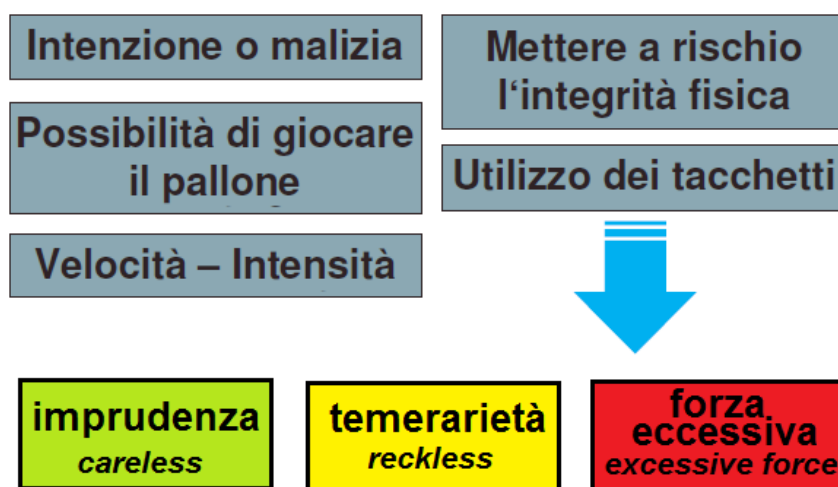 Intenzione o malizia
Possibilità di giocare
il pallone
Velocità – Intensità
Mettere a rischio
l‘integrità fisica
Utilizzo dei tacchetti
imprudenza
careless
temerarietà
reckless
forza
eccessiva
excessive force